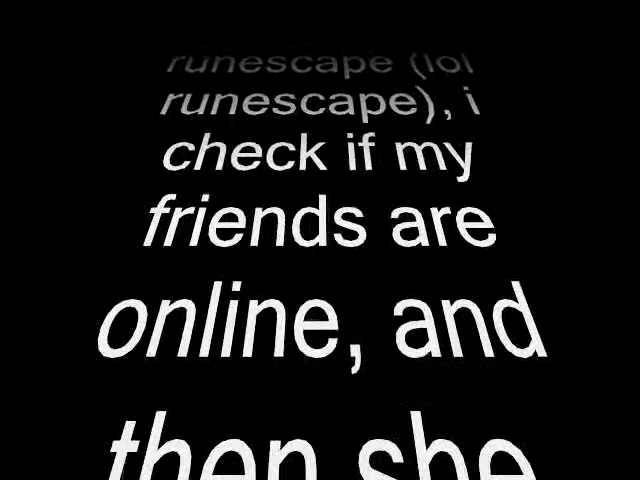 runescape (lol
runescape), i
check if my
friends are
online, and
then she